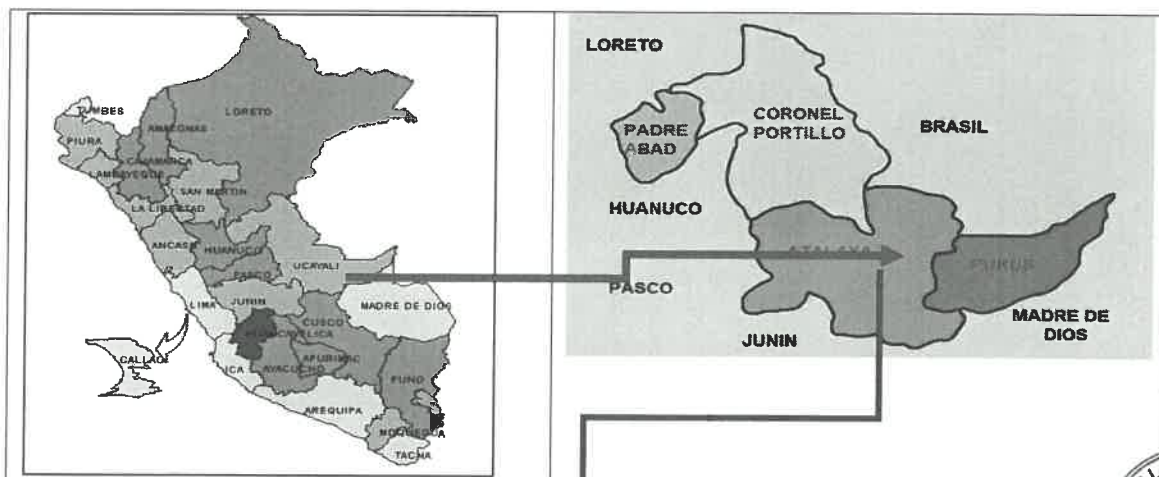 TUMBES
LORETO
AMAZONAS
PIURA
CAJAMARCA
LAMBAYEQUE
SAN MARTIN
LA LIBERTAD
ANCASH
HUANUCO
UCAYALI
PASCO
LIMA
JUNIN
MADRE DE DIOS
CUSCO
HUANCAVELICA
CALLAO
ICA
AYACUCHO
APURIMAC
PUNO
AREQUIPA
MOQUEGUA
TACNA
LORETO
CORONEL
PORTILLO
PADRE
ABAD
BRASIL
HUANUCO
ATALAYA
PURUS
PASCO
JUNIN
MADRE DE
DIOS